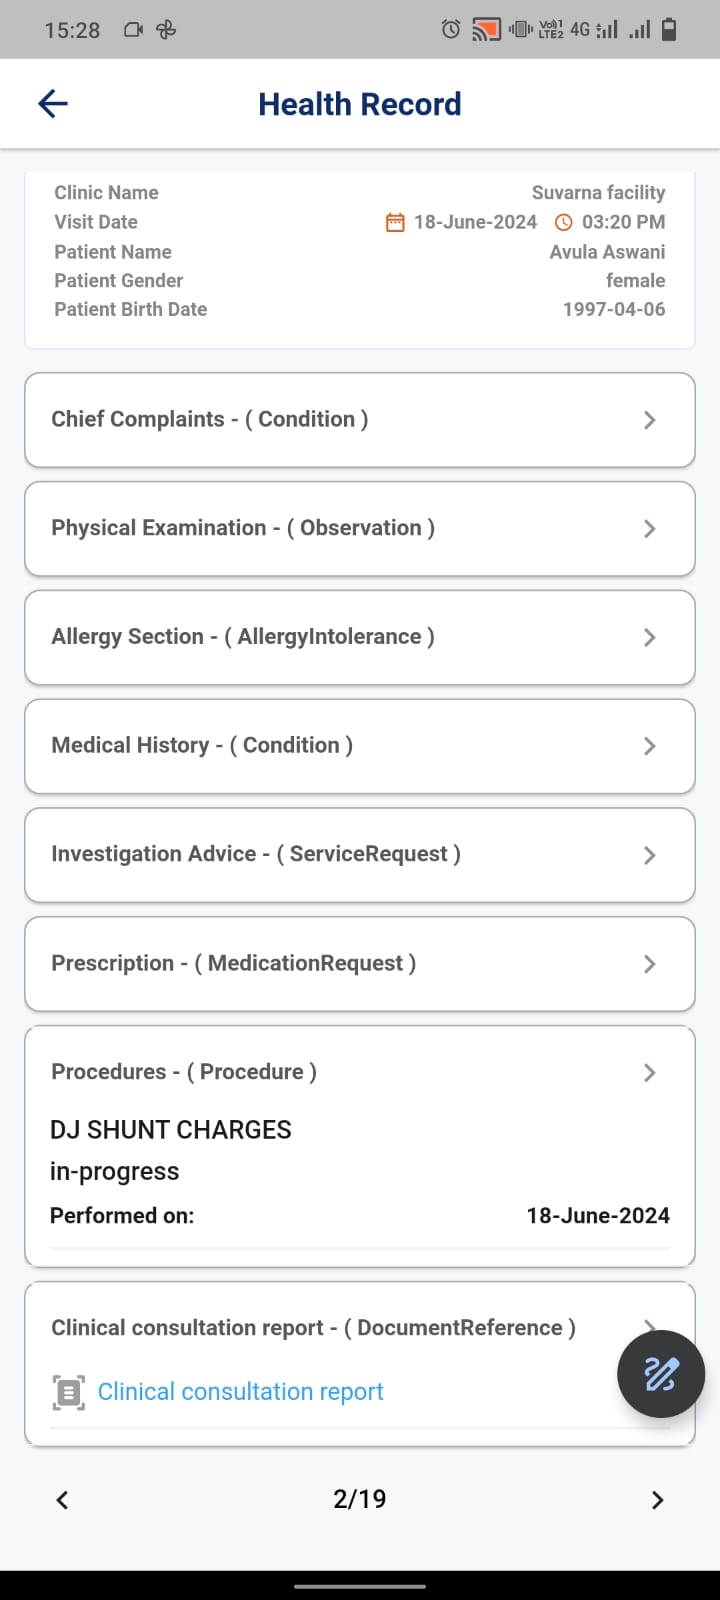 15:28
Vo)) 1
LTE2
4G
Health Record
Clinic Name Suvarna facility
Visit Date 18-June-2024 03:20 PM
Patient Name Avula Aswani
Patient Gender female
Patient Birth Date 1997-04-06
Chief Complaints - ( Condition )
Physical Examination - ( Observation )
Allergy Section - ( AllergyIntolerance )
Medical History - ( Condition )
Investigation Advice - ( ServiceRequest )
Prescription - ( MedicationRequest )
Procedures - ( Procedure )
DJ SHUNT CHARGES
in-progress
Performed on: 18-June-2024
Clinical consultation report - ( DocumentReference )
Clinical consultation report
2/19